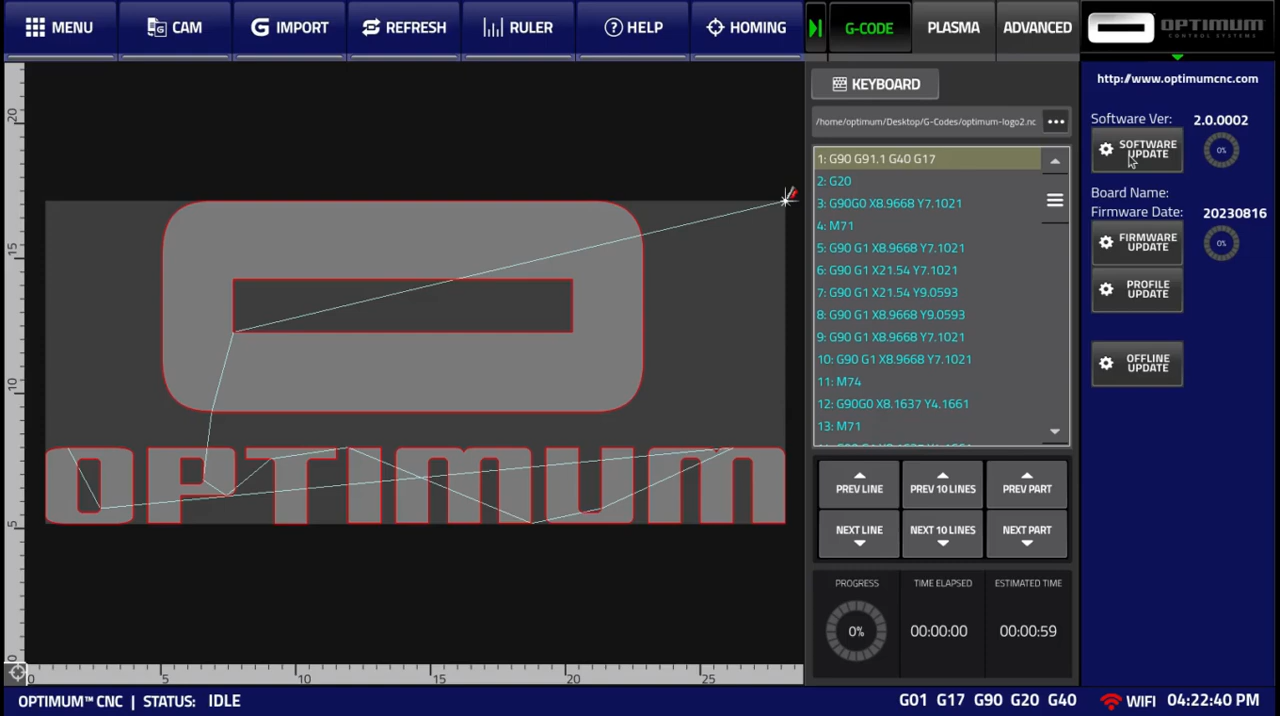 MENU
CAM
G IMPORT
REFRESH
RULER
HELP
HOMING
G-CODE
PLASMA
ADVANCED
OPTIMUM
CONTROL SYSTEMS
KEYBOARD
/home/optimum/Desktop/G-Codes/optimum-logo2.nc
1: G90 G91.1 G40 G17
2: G20
3: G90G0 X8.9668 Y7.1021
4: M71
5: G90 G1 X8.9668 Y7.1021
6: G90 G1 X21.54 Y7.1021
7: G90 G1 X21.54 Y9.0593
8: G90 G1 X8.9668 Y9.0593
9: G90 G1 X8.9668 Y7.1021
10: G90 G1 X8.9668 Y7.1021
11: M74
12: G90G0 X8.1637 Y4.1661
13: M71
PREV LINE
PREV 10 LINES
PREV PART
NEXT LINE
NEXT 10 LINES
NEXT PART
PROGRESS
TIME ELAPSED
ESTIMATED TIME
0%
00:00:00
00:00:59
http://www.optimumcnc.com
Software Ver: 2.0.0002
SOFTWARE
UPDATE
0%
Board Name:
Firmware Date: 20230816
FIRMWARE
UPDATE
0%
PROFILE
UPDATE
OFFLINE
UPDATE
20
15
10
5
0
0 5 10 15 20 25
OPTIMUM
OPTIMUM™ CNC | STATUS: IDLE
G01 G17 G90 G20 G40
WIFI 04:22:40 PM